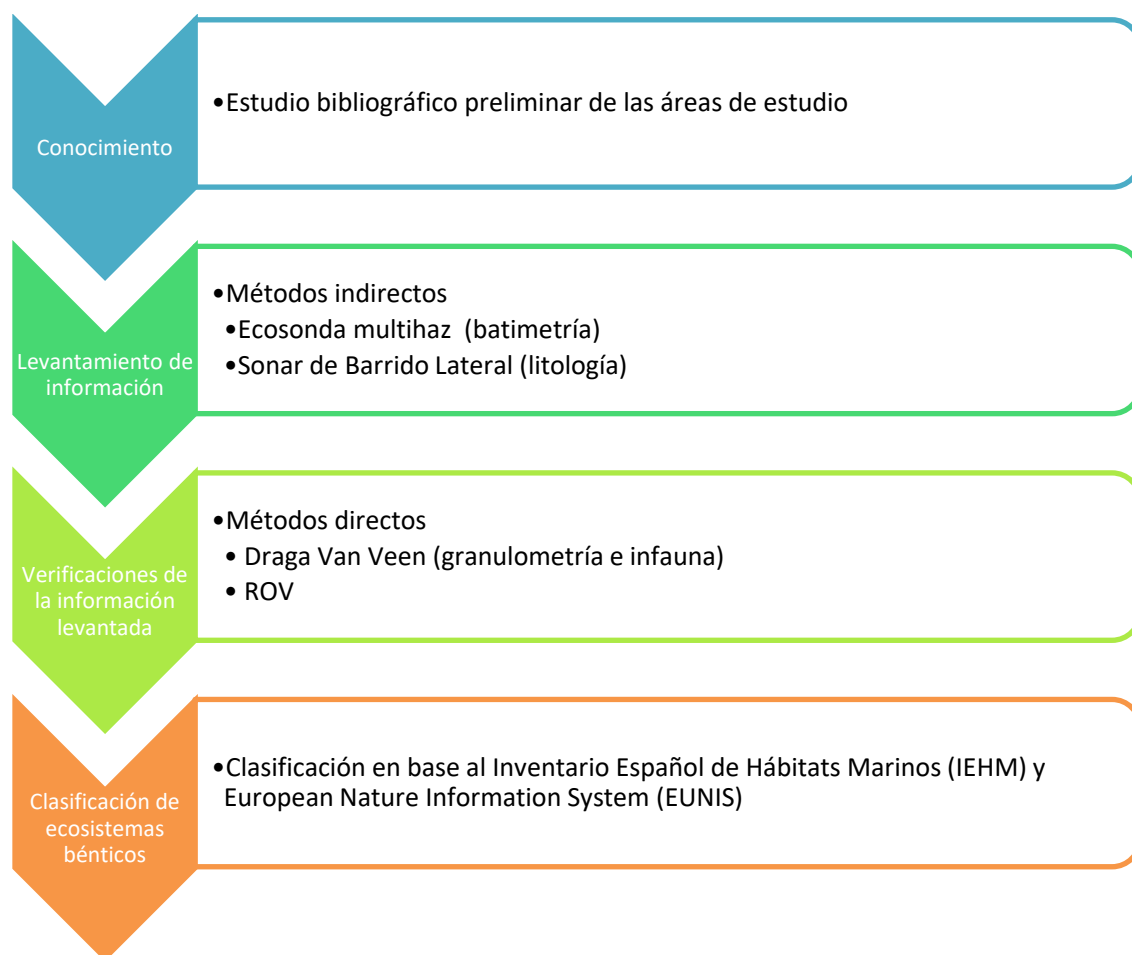 Conocimiento
•Estudio bibliográfico preliminar de las áreas de estudio
Levantamiento de
información
•Métodos indirectos
•Ecosonda multihaz (batimetría)
•Sonar de Barrido Lateral (litología)
Verificaciones de
la información
levantada
•Métodos directos
• Draga Van Veen (granulometría e infauna)
• ROV
Clasificación de
ecosistemas
bénticos
•Clasificación en base al Inventario Español de Hábitats Marinos (IEHM) y
European Nature Information System (EUNIS)